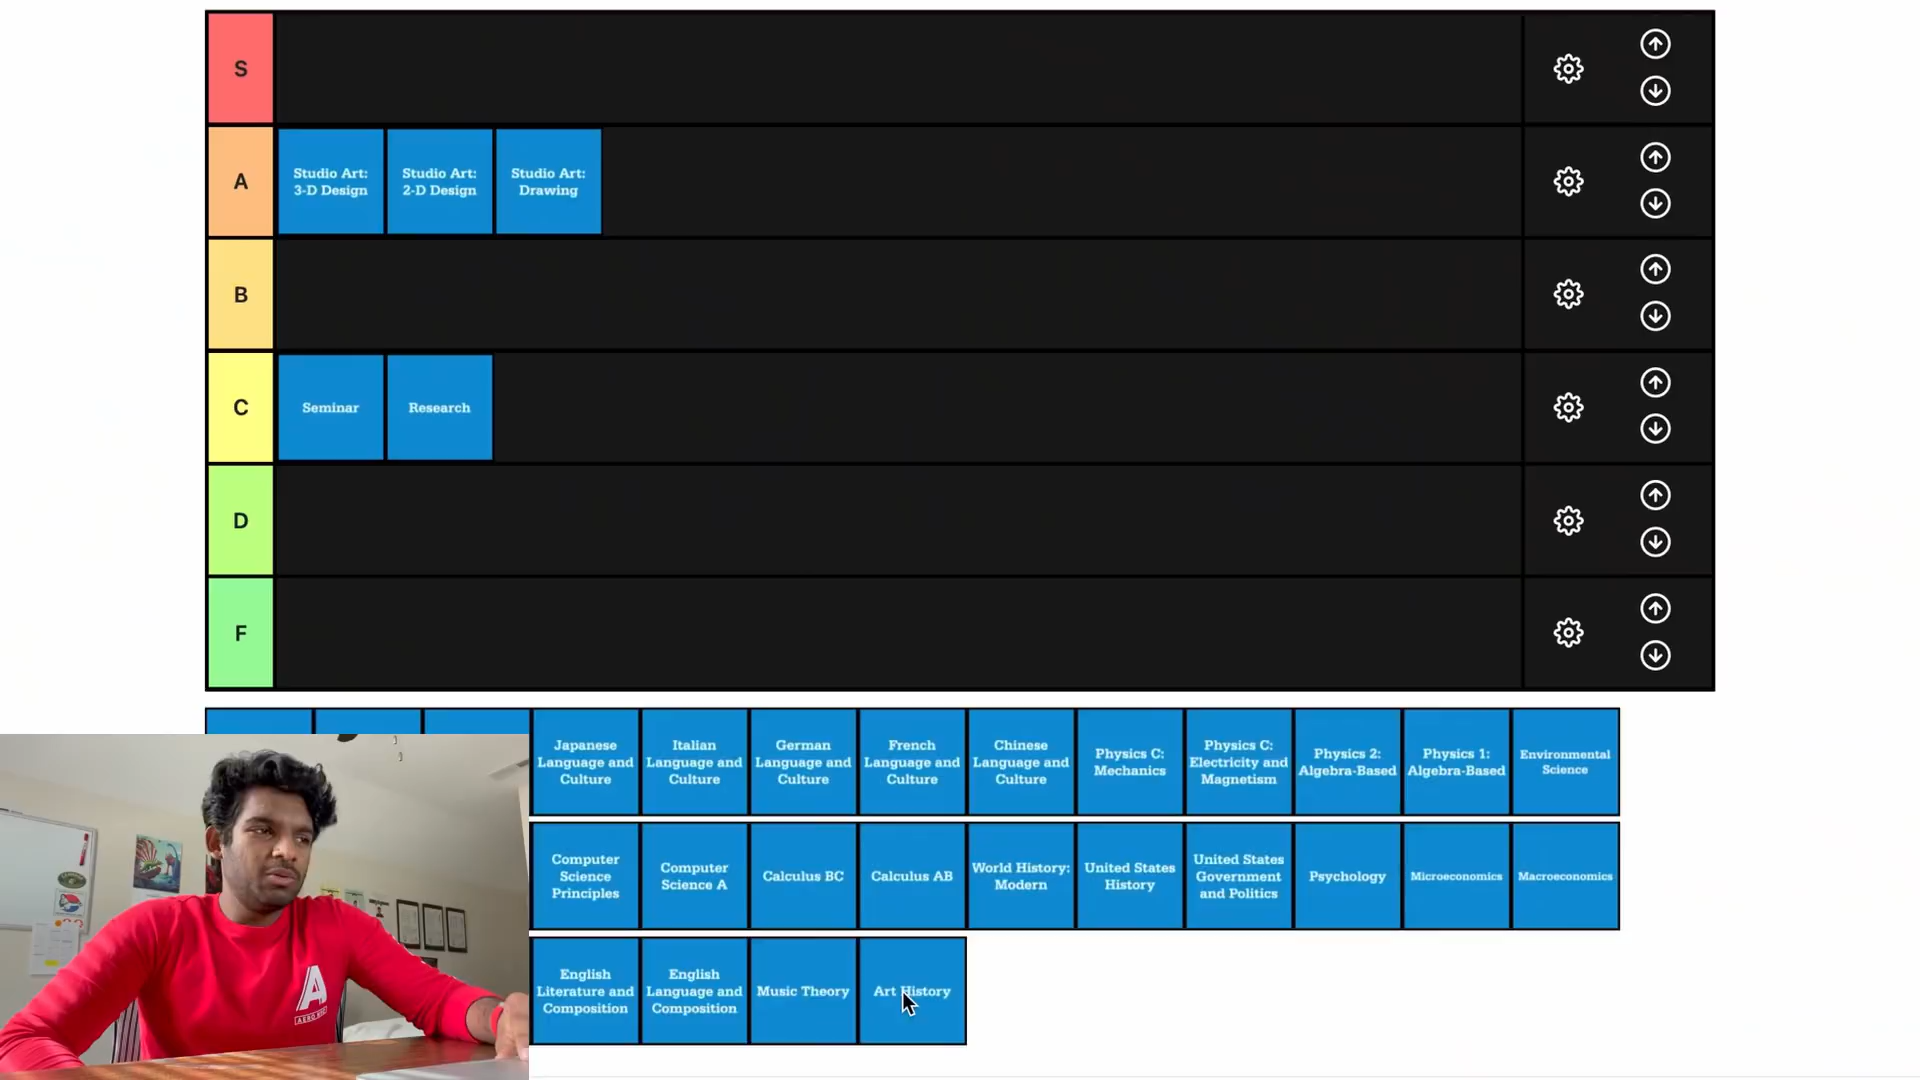 S
A
Studio Art:
3-D Design
Studio Art:
2-D Design
Studio Art:
Drawing
B
C
Seminar
Research
D
F
Japanese
Language and
Culture
Italian
Language and
Culture
German
Language and
Culture
French
Language and
Culture
Chinese
Language and
Culture
Physics C:
Mechanics
Physics C:
Electricity and
Magnetism
Physics 2:
Algebra-Based
Physics 1:
Algebra-Based
Environmental
Science
Computer
Science
Principles
Computer
Science A
Calculus BC
Calculus AB
World History:
Modern
United States
History
United States
Government
and Politics
Psychology
Microeconomics
Macroeconomics
English
Literature and
Composition
English
Language and
Composition
Music Theory
Art History
A